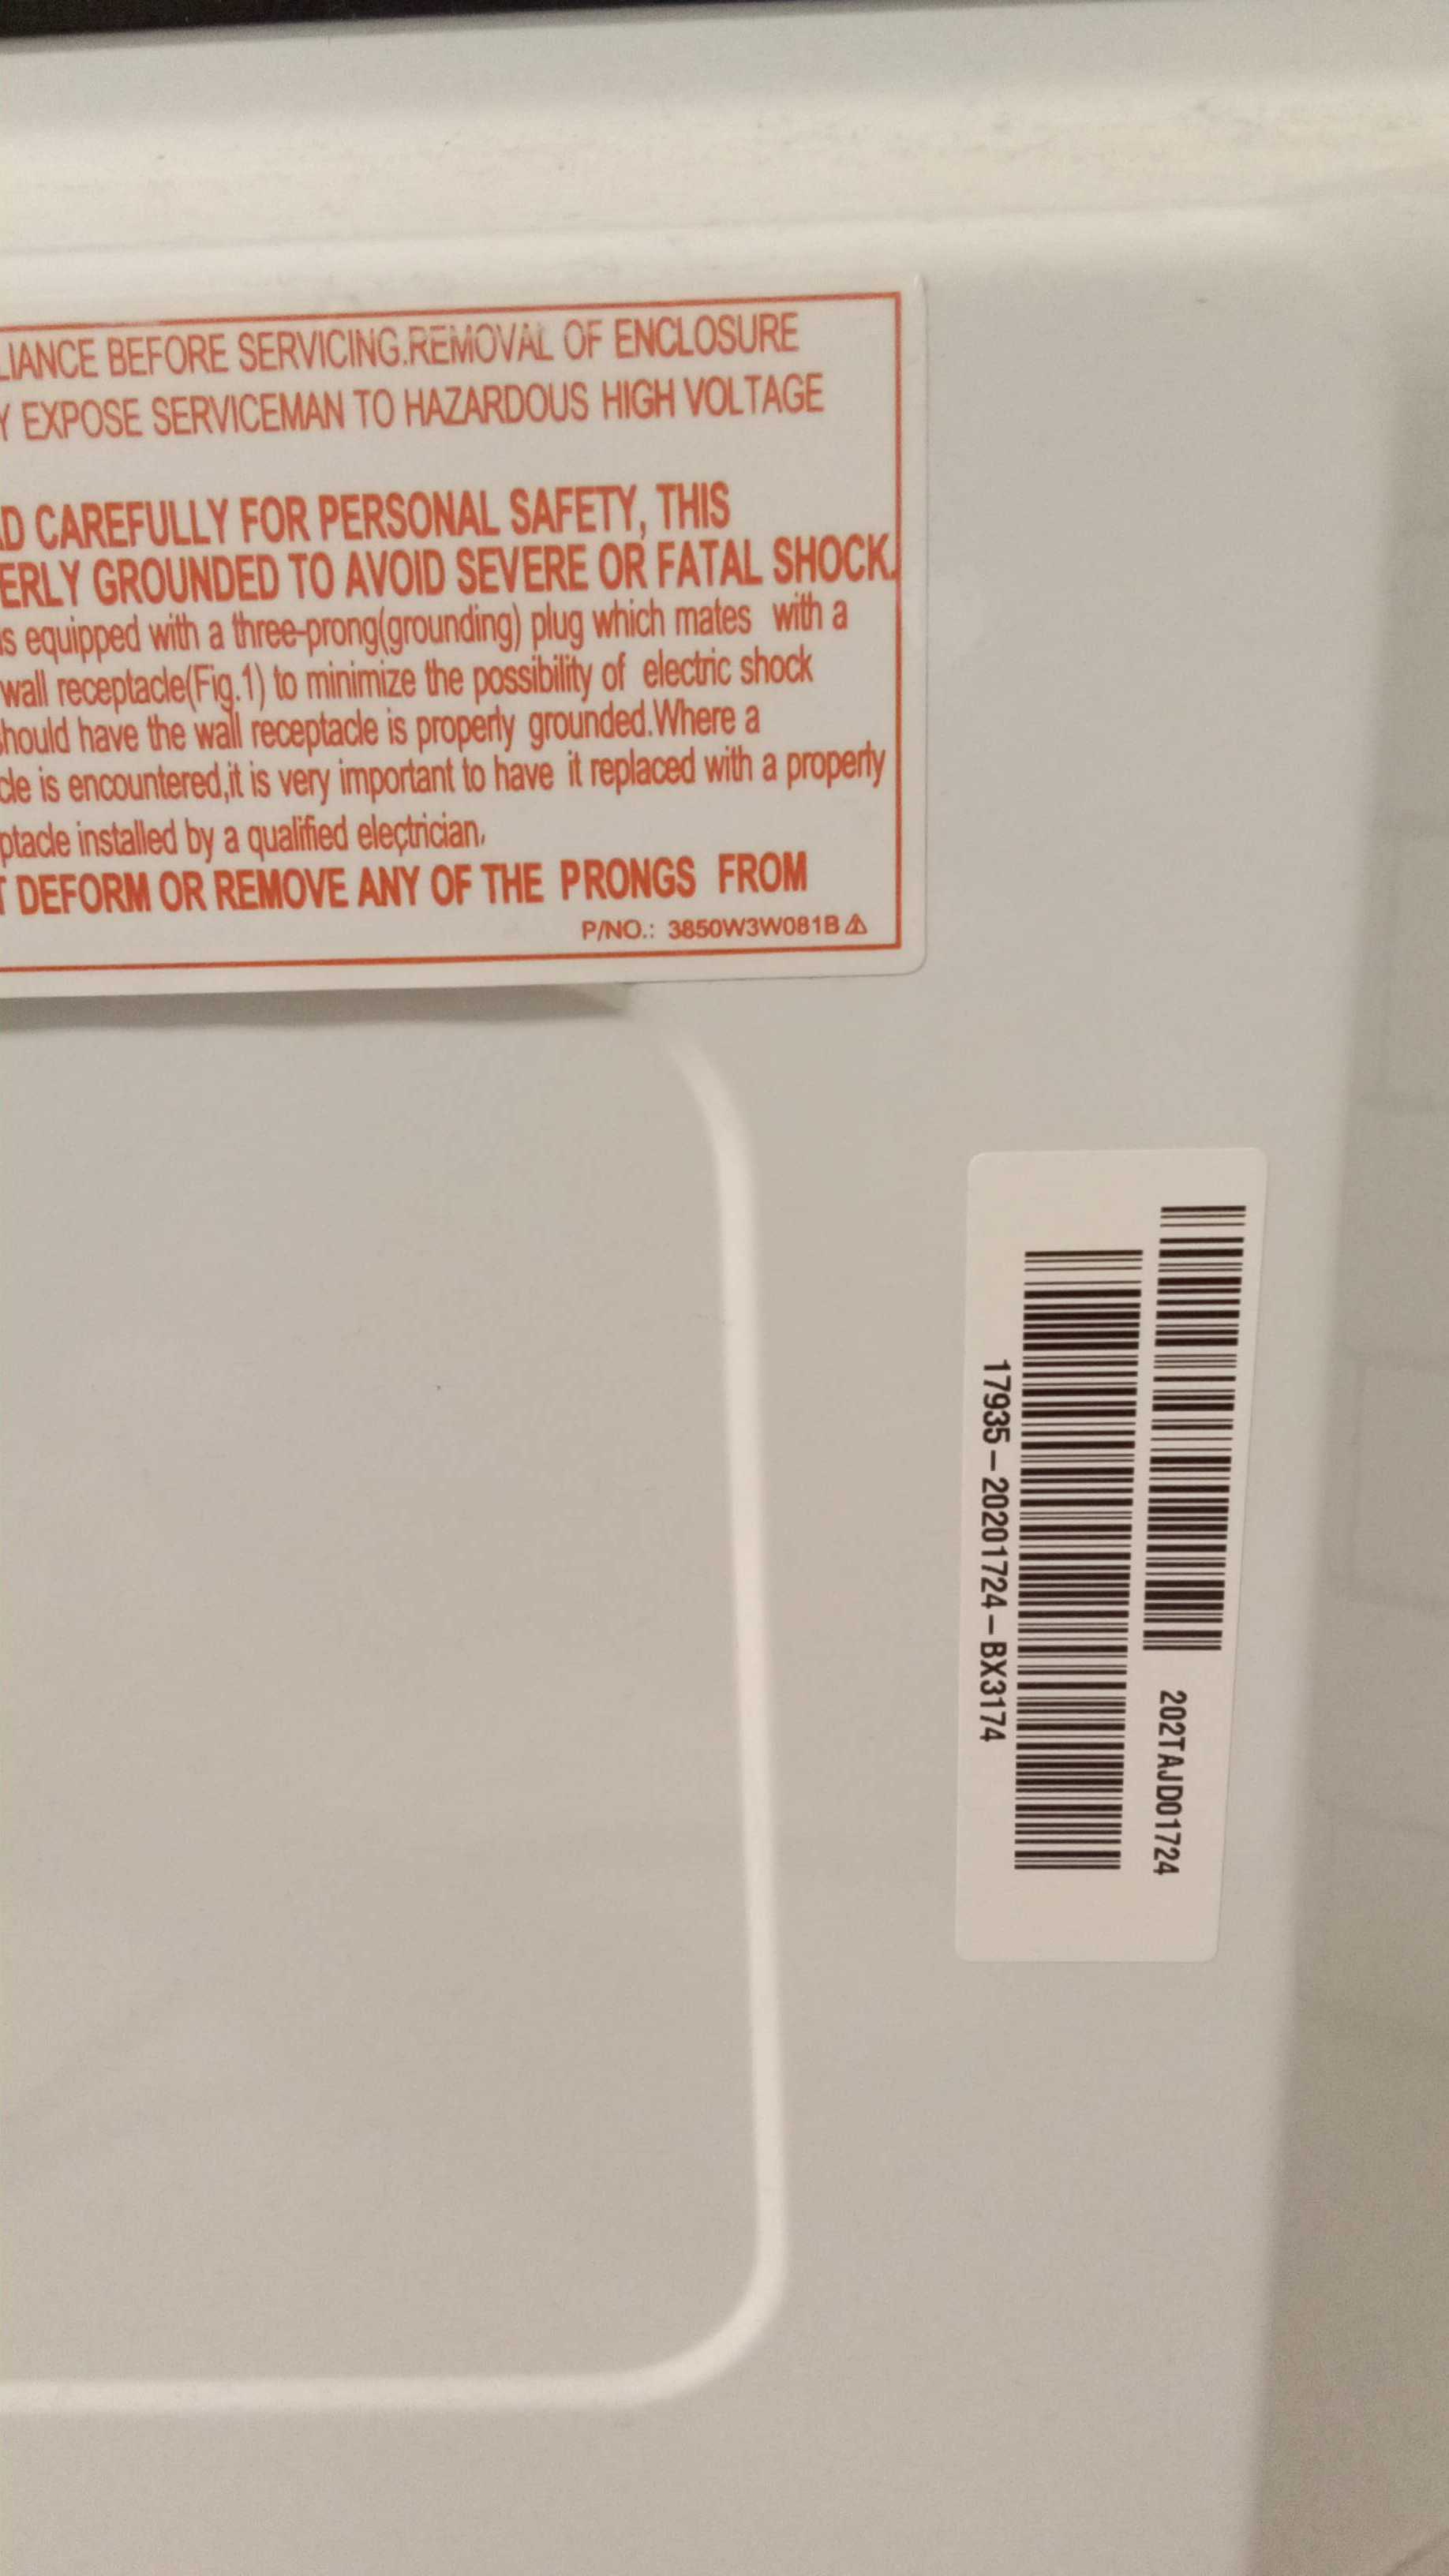 LIANCE BEFORE SERVICING.REMOVAL OF ENCLOSURE
Y EXPOSE SERVICEMAN TO HAZARDOUS HIGH VOLTAGE
D CAREFULLY FOR PERSONAL SAFETY, THIS
ERLY GROUNDED TO AVOID SEVERE OR FATAL SHOCK.
is equipped with a three-prong(grounding) plug which mates with a
wall receptacle(Fig.1) to minimize the possibility of electric shock
should have the wall receptacle is properly grounded.Where a
cle is encountered,it is very important to have it replaced with a properly
ptacle installed by a qualified electrician.
T DEFORM OR REMOVE ANY OF THE PRONGS FROM
P/NO.: 3850W3W081B
202TAJD01724
17935-20201724-BX3174